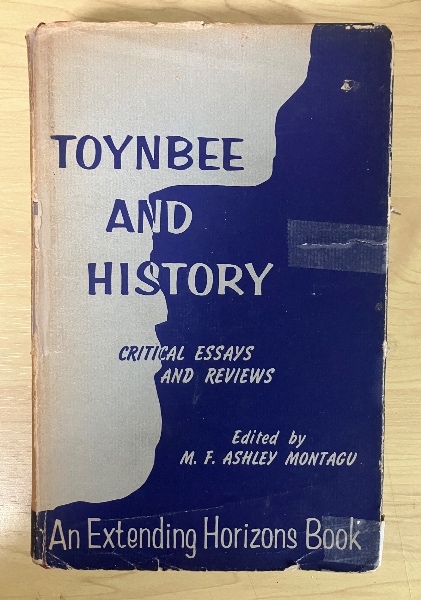 TOYNBEE
AND
HISTORY
CRITICAL ESSAYS
AND REVIEWS
Edited by
M. F. ASHLEY MONTAGU
An Extending Horizons Book